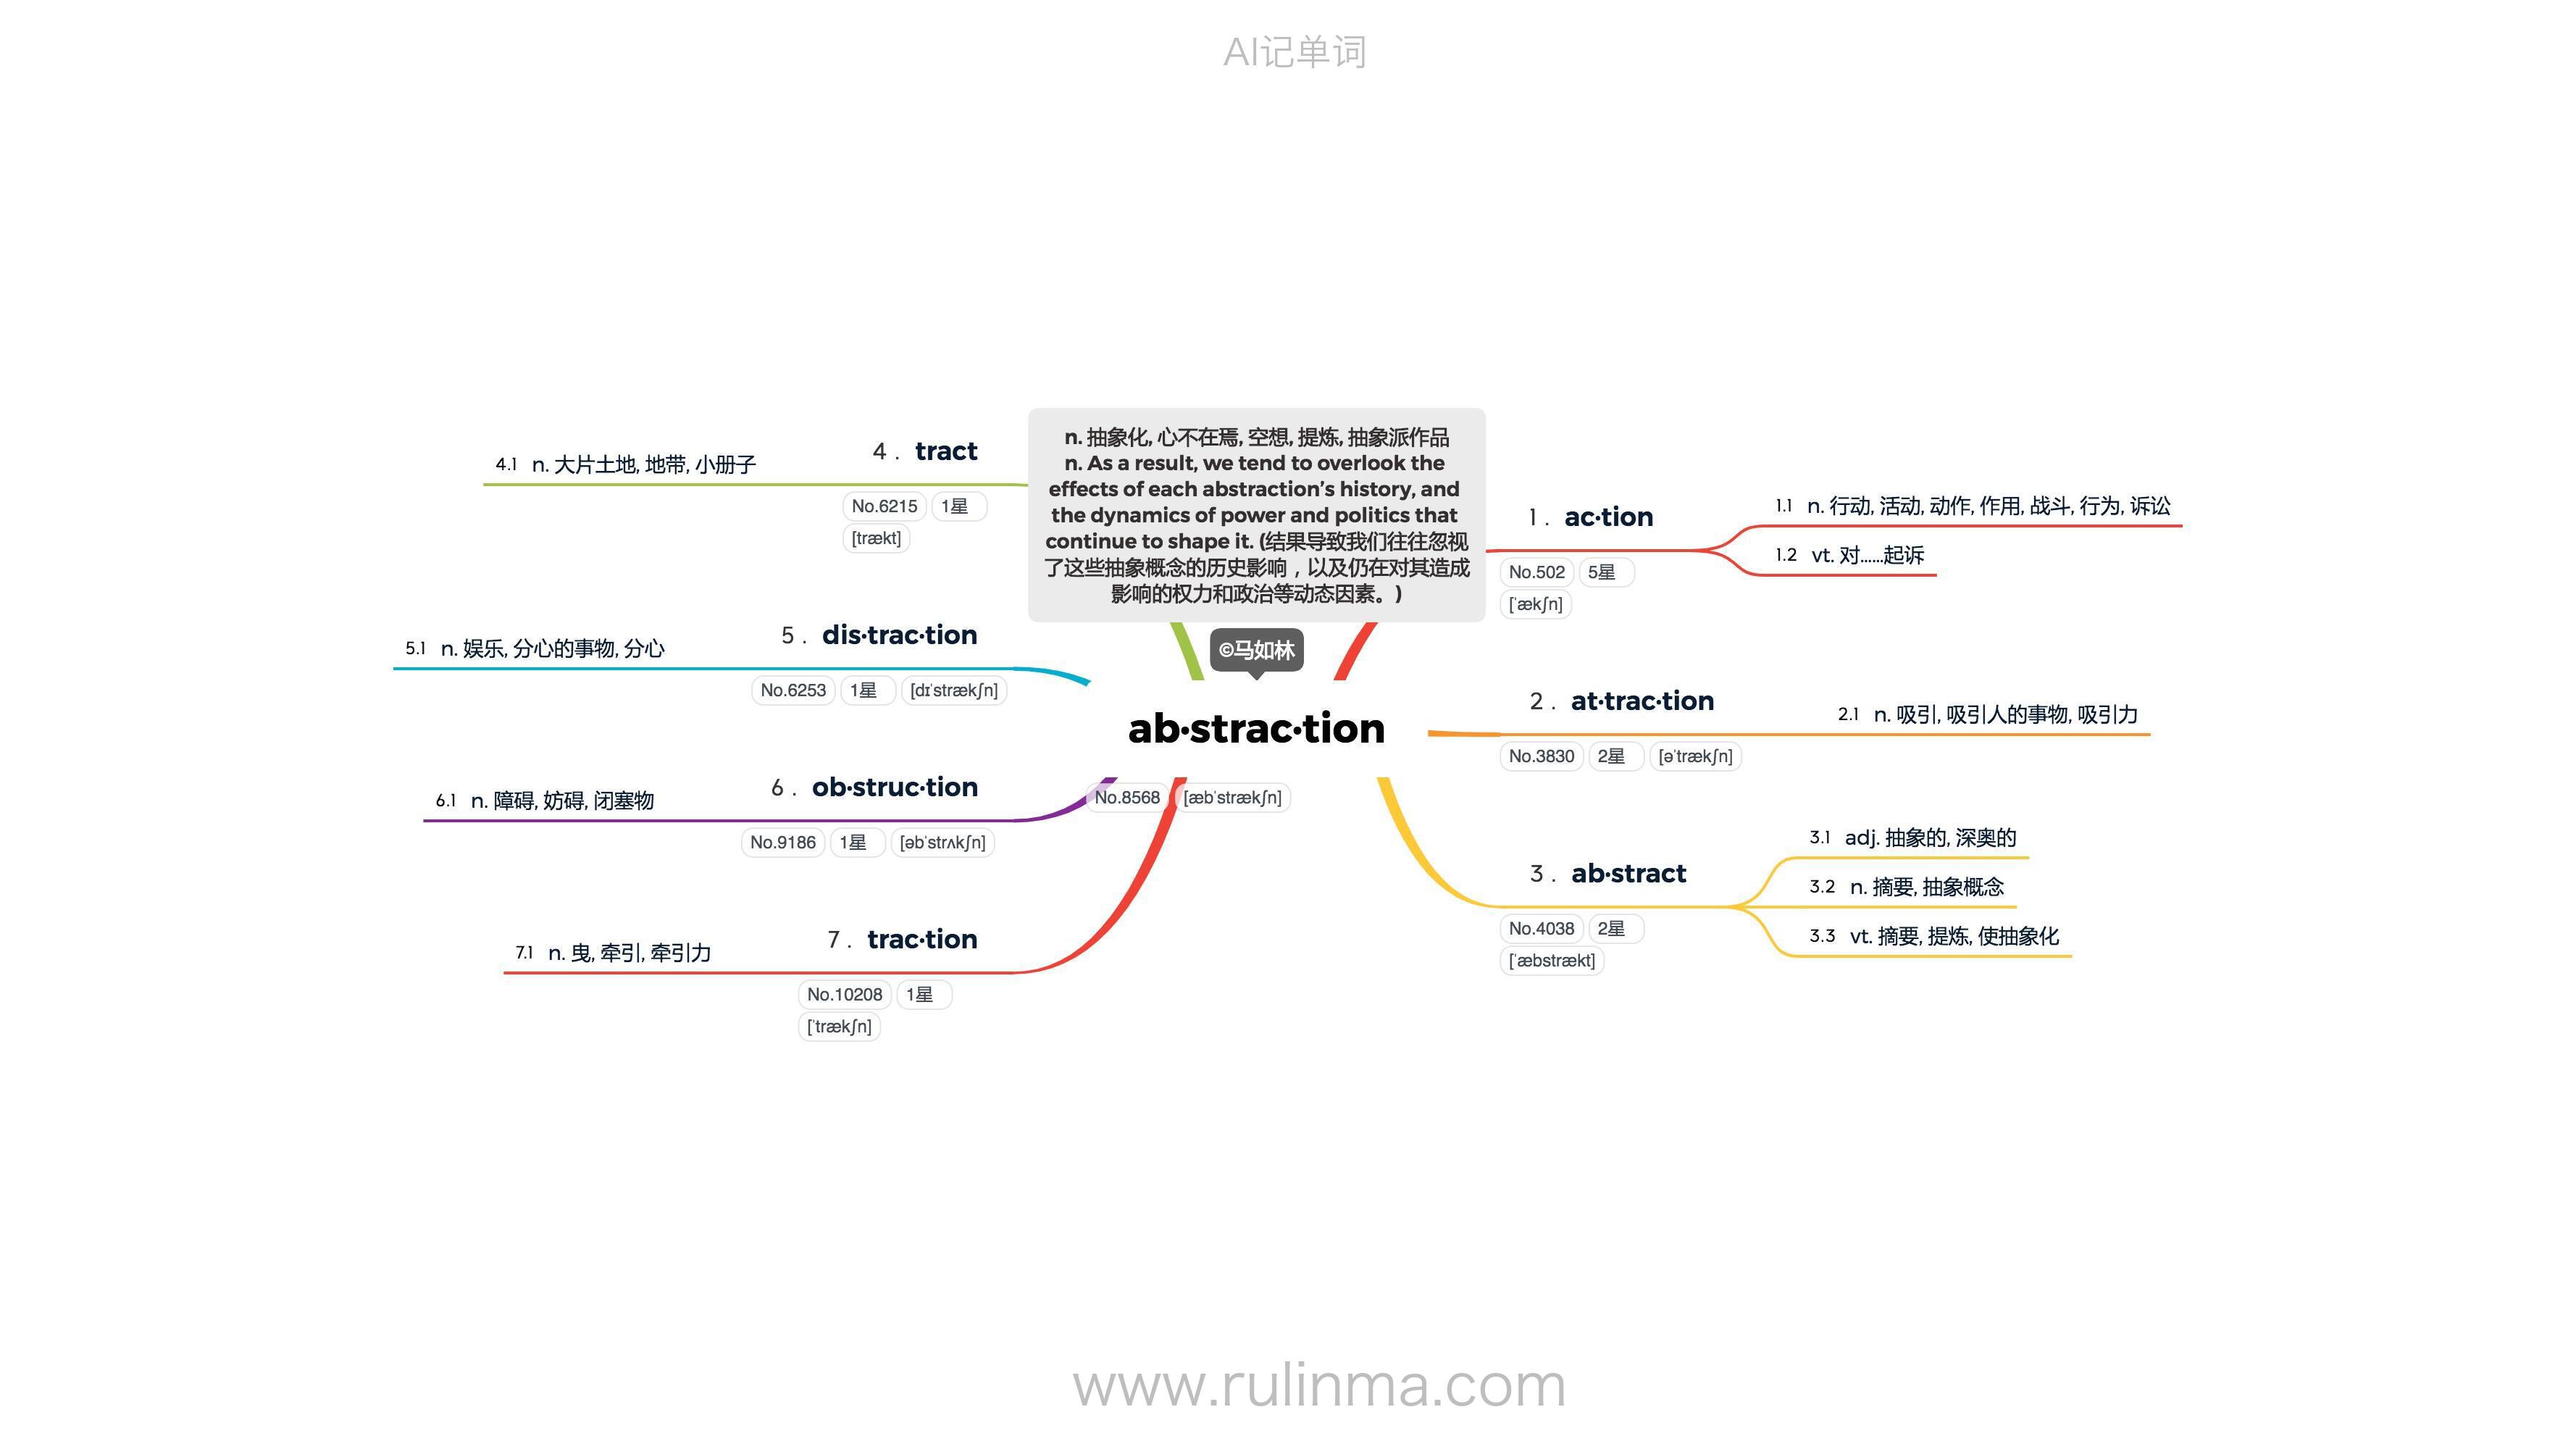 AI记单词
n. 抽象化, 心不在焉, 空想, 提炼, 抽象派作品
n. As a result, we tend to overlook the
effects of each abstraction’s history, and
the dynamics of power and politics that
continue to shape it. (结果导致我们往往忽视
了这些抽象概念的历史影响，以及仍在对其造成
影响的权力和政治等动态因素。)
©马如林
ab·strac·tion
No.8568 [æbˈstrækʃn]
1. ac·tion
No.502 5星
[ˈækʃn]
1.1 n. 行动, 活动, 动作, 作用, 战斗, 行为, 诉讼
1.2 vt. 对……起诉
2. at·trac·tion
No.3830 2星 [əˈtrækʃn]
2.1 n. 吸引, 吸引人的事物, 吸引力
3. ab·stract
No.4038 2星
[ˈæbstrækt]
3.1 adj. 抽象的, 深奥的
3.2 n. 摘要, 抽象概念
3.3 vt. 摘要, 提炼, 使抽象化
4. tract
No.6215 1星
[trækt]
4.1 n. 大片土地, 地带, 小册子
5. dis·trac·tion
No.6253 1星 [dɪˈstrækʃn]
5.1 n. 娱乐, 分心的事物, 分心
6. ob·struc·tion
No.9186 1星 [əbˈstrʌkʃn]
6.1 n. 障碍, 妨碍, 闭塞物
7. trac·tion
No.10208 1星
[ˈtrækʃn]
7.1 n. 曳, 牵引, 牵引力
www.rulinma.com